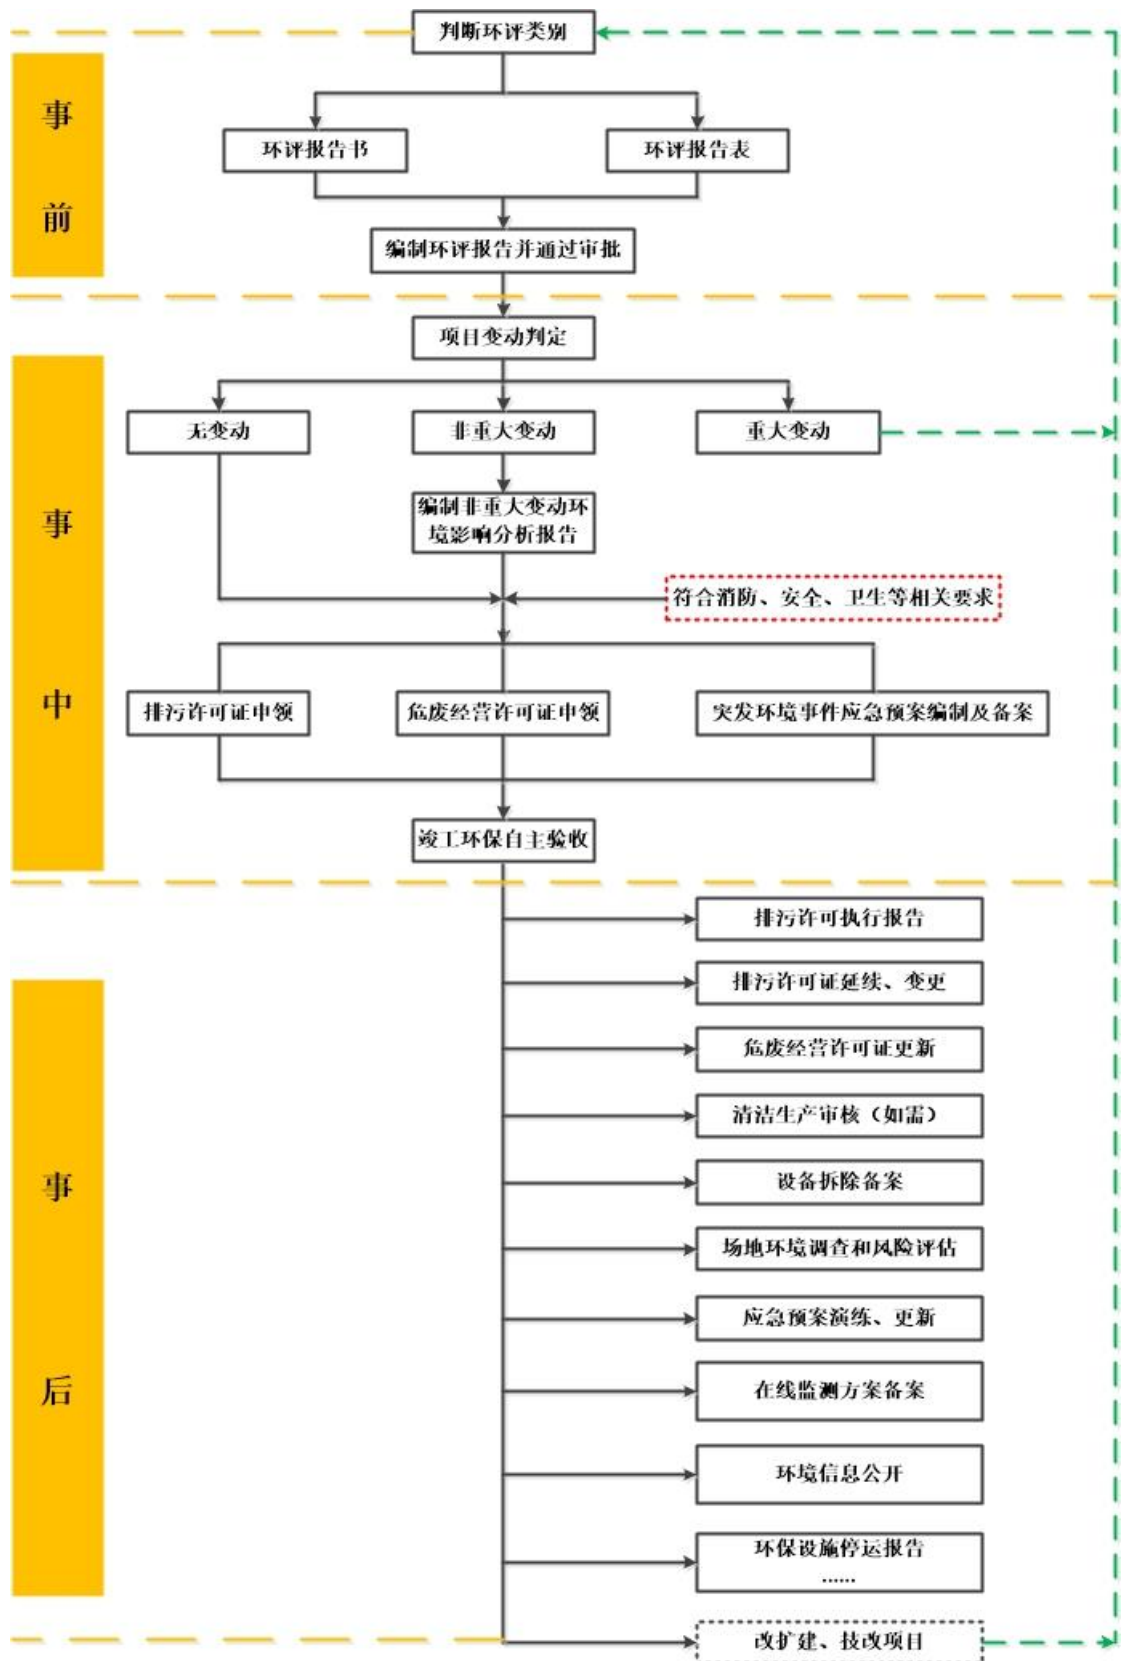 判断环评类别
事
前
环评报告书
环评报告表
编制环评报告并通过审批
项目变动判定
事
中
无变动
非重大变动
重大变动
编制非重大变动环
境影响分析报告
符合消防、安全、卫生等相关要求
排污许可证申领
危废经营许可证申领
突发环境事件应急预案编制及备案
竣工环保自主验收
事
后
排污许可执行报告
排污许可证延续、变更
危废经营许可证更新
清洁生产审核（如需）
设备拆除备案
场地环境调查和风险评估
应急预案演练、更新
在线监测方案备案
环境信息公开
环保设施停运报告
......
改扩建、技改项目